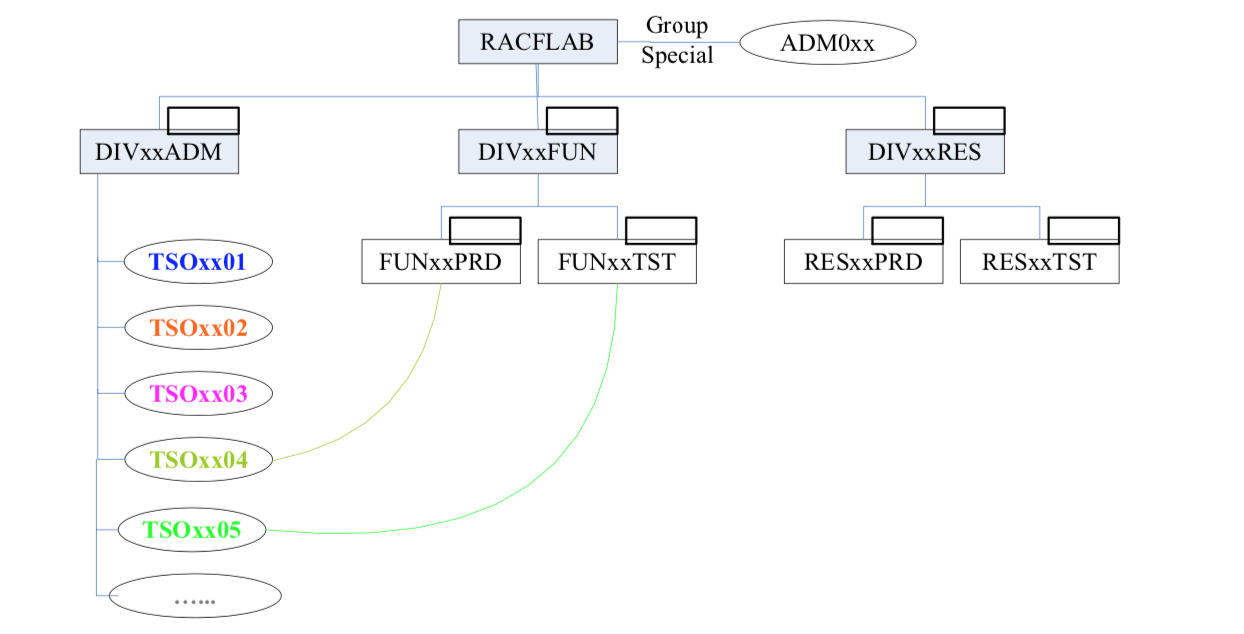 Group
RACFLAB
Special
ADM0xx
DIVxxADM
DIVxxFUN
DIVxxRES
TSOxx01
FUNxxPRD
FUNxxTST
RESxxPRD
RESxxTST
TSOxx02
TSOxx03
TSOxx04
TSOxx05
…...